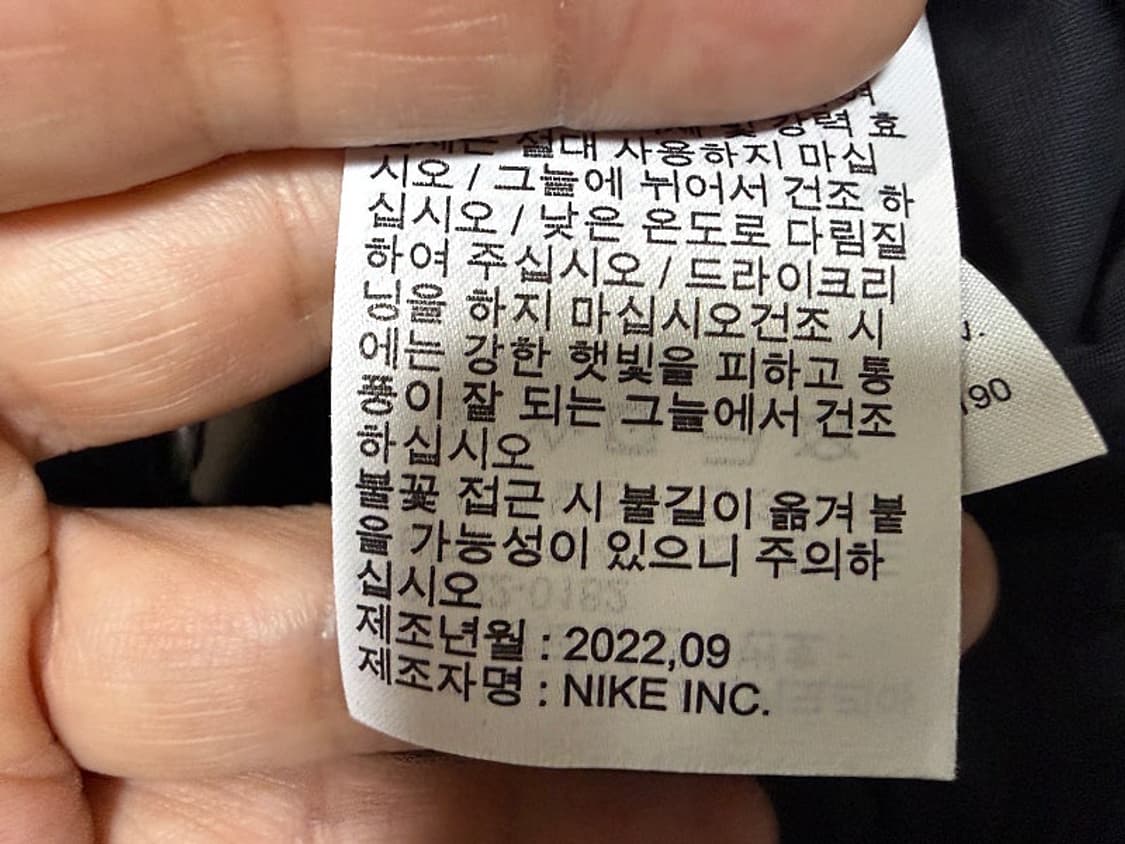 강력 효
절대 사용하지 마십
시오 / 그늘에 뉘어서 건조 하
십시오 / 낮은 온도로 다림질
하여 주십시오 / 드라이크리
닝을 하지 마십시오건조 시
에는 강한 햇빛을 피하고 통
풍이 잘 되는 그늘에서 건조
하십시오
불꽃 접근 시 불길이 옮겨 붙
을 가능성이 있으니 주의하
십시오
제조년월 : 2022,09
제조자명 : NIKE INC.
190